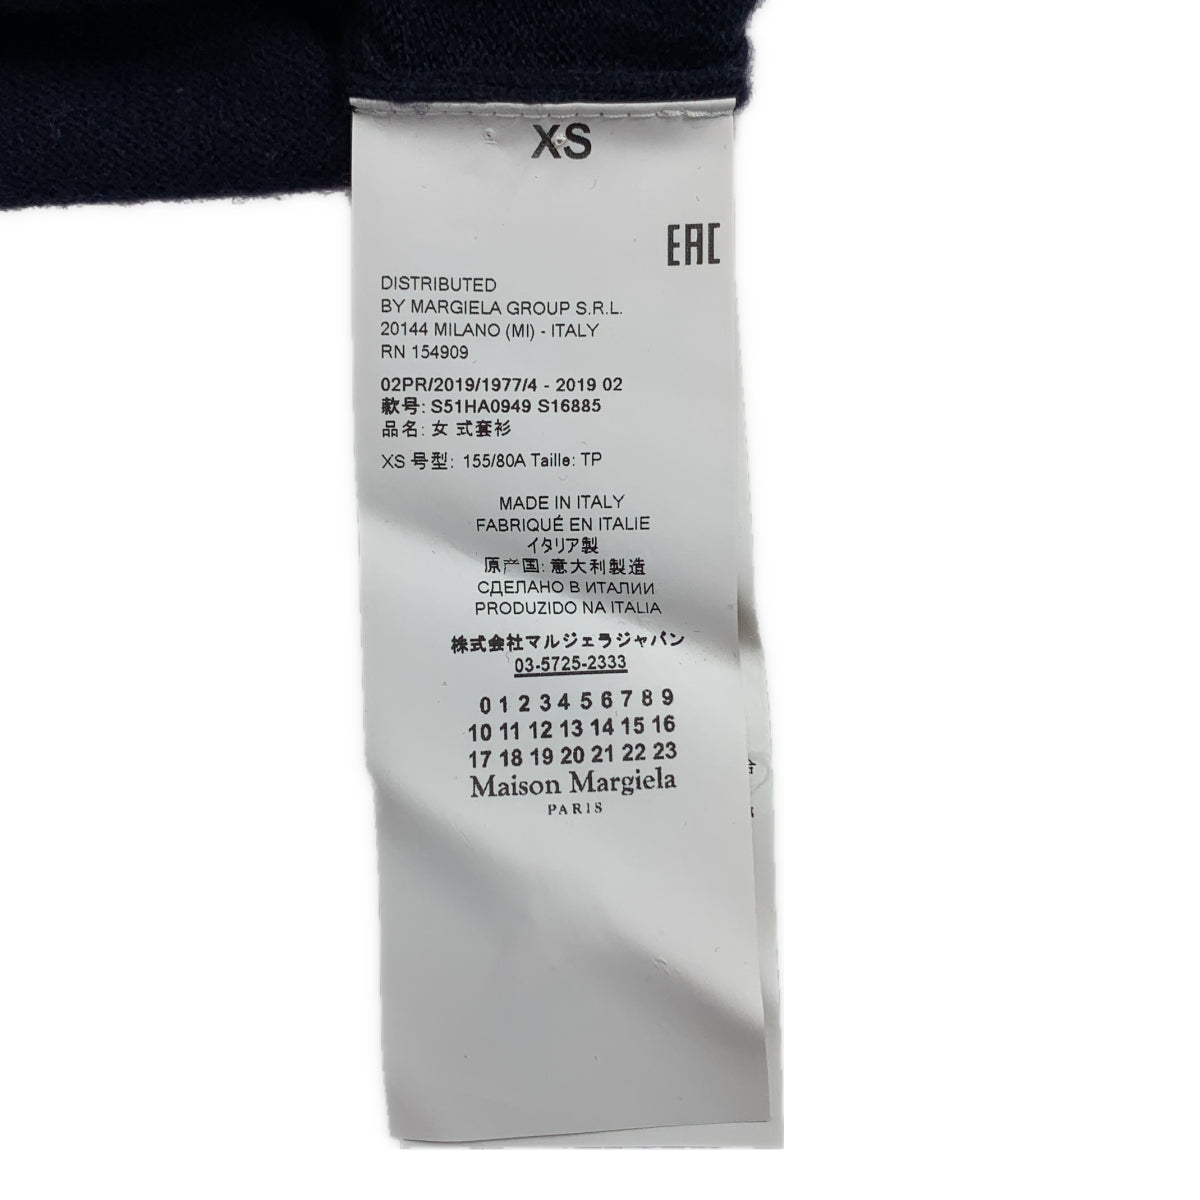 XS
EAC
DISTRIBUTED
BY MARGIELA GROUP S.R.L.
20144 MILANO (MI) - ITALY
RN 154909
02PR/2019/1977/4 - 2019 02
款号: S51HA0949 S16885
品名: 女 式套衫
XS 号型: 155/80A Taille: TP
MADE IN ITALY
FABRIQUÉ EN ITALIE
イタリア製
原产国: 意大利製造
СДЕЛАНО В ИТАЛИИ
PRODUZIDO NA ITALIA
株式会社マルジェラジャパン
03-5725-2333
0 1 2 3 4 5 6 7 8 9
10 11 12 13 14 15 16
17 18 19 20 21 22 23
Maison Margiela
PARIS